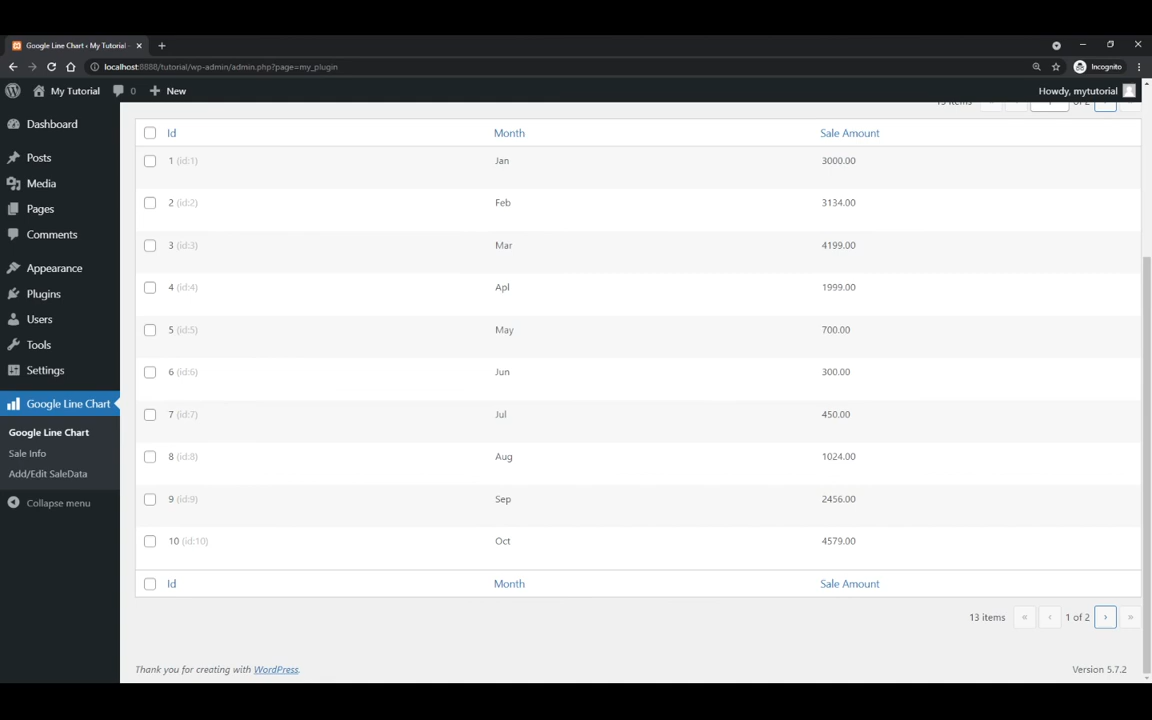 Google Line Chart ‹ My Tutorial -
localhost:8888/tutorial/wp-admin/admin.php?page=my_plugin
Incognito
My Tutorial
0
New
Howdy, mytutorial
Dashboard
Posts
Media
Pages
Comments
Appearance
Plugins
Users
Tools
Settings
Google Line Chart
Google Line Chart
Sale Info
Add/Edit SaleData
Collapse menu
13 items 1 of 2
Id Month Sale Amount
1 (id:1) Jan 3000.00
2 (id:2) Feb 3134.00
3 (id:3) Mar 4199.00
4 (id:4) Apl 1999.00
5 (id:5) May 700.00
6 (id:6) Jun 300.00
7 (id:7) Jul 450.00
8 (id:8) Aug 1024.00
9 (id:9) Sep 2456.00
10 (id:10) Oct 4579.00
Id Month Sale Amount
13 items « ‹ 1 of 2 › »
Thank you for creating with WordPress.
Version 5.7.2